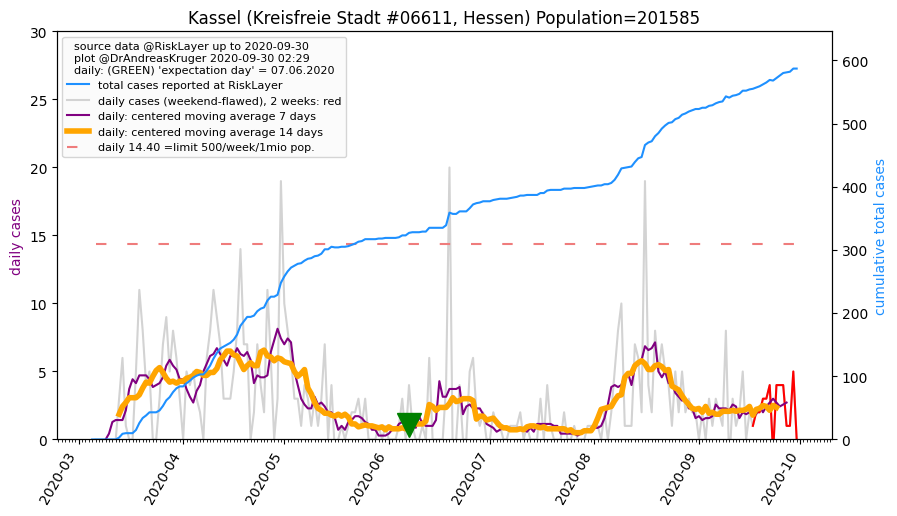 Kassel (Kreisfreie Stadt #06611, Hessen) Population=201585
source data @RiskLayer up to 2020-09-30
plot @DrAndreasKruger 2020-09-30 02:29
daily: (GREEN) 'expectation day' = 07.06.2020
total cases reported at RiskLayer
daily cases (weekend-flawed), 2 weeks: red
daily: centered moving average 7 days
daily: centered moving average 14 days
daily 14.40 =limit 500/week/1mio pop.
daily cases
30
25
20
15
10
5
0
cumulative total cases
600
500
400
300
200
100
0
2020-03
2020-04
2020-05
2020-06
2020-07
2020-08
2020-09
2020-10